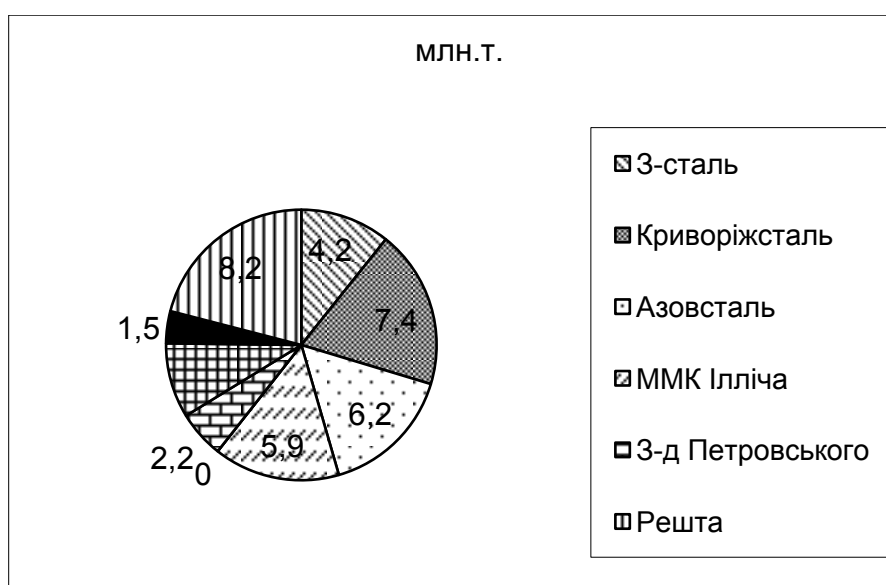 млн.т.
4,2
7,4
6,2
5,9
0
2,2
1,5
8,2
З-сталь
Криворіжсталь
Азовсталь
ММК Ілліча
З-д Петровського
Решта